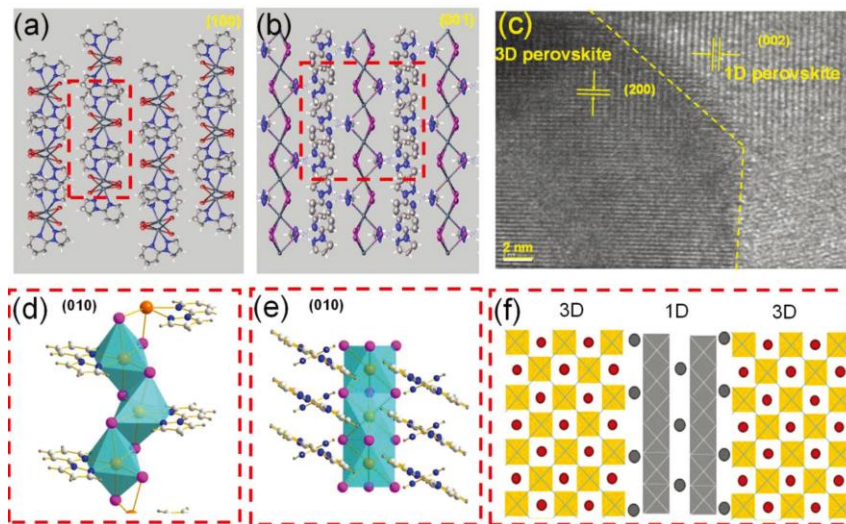 (a)
(100)
(b)
(001)
(c)
3D perovskite
(002)
1D perovskite
(200)
2 nm
(d)
(010)
(e)
(010)
(f)
3D
1D
3D